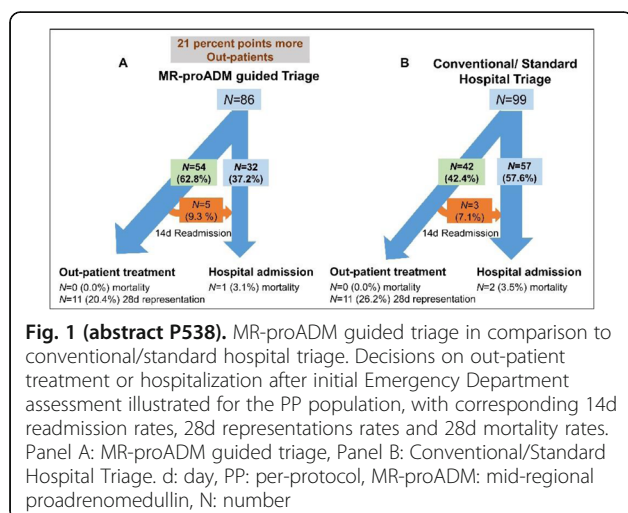 21 percent points more
Out-patients
A
MR-proADM guided Triage
N=86
N=54
(62.8%)
N=32
(37.2%)
N=5
(9.3 %)
14d Readmission
Out-patient treatment
N=0 (0.0%) mortality
N=11 (20.4%) 28d representation
Hospital admission
N=1 (3.1%) mortality
B
Conventional/ Standard
Hospital Triage
N=99
N=42
(42.4%)
N=57
(57.6%)
N=3
(7.1%)
14d Readmission
Out-patient treatment
N=0 (0.0%) mortality
N=11 (26.2%) 28d representation
Hospital admission
N=2 (3.5%) mortality
Fig. 1 (abstract P538). MR-proADM guided triage in comparison to
conventional/standard hospital triage. Decisions on out-patient
treatment or hospitalization after initial Emergency Department
assessment illustrated for the PP population, with corresponding 14d
readmission rates, 28d representations rates and 28d mortality rates.
Panel A: MR-proADM guided triage, Panel B: Conventional/Standard
Hospital Triage. d: day, PP: per-protocol, MR-proADM: mid-regional
proadrenomedullin, N: number